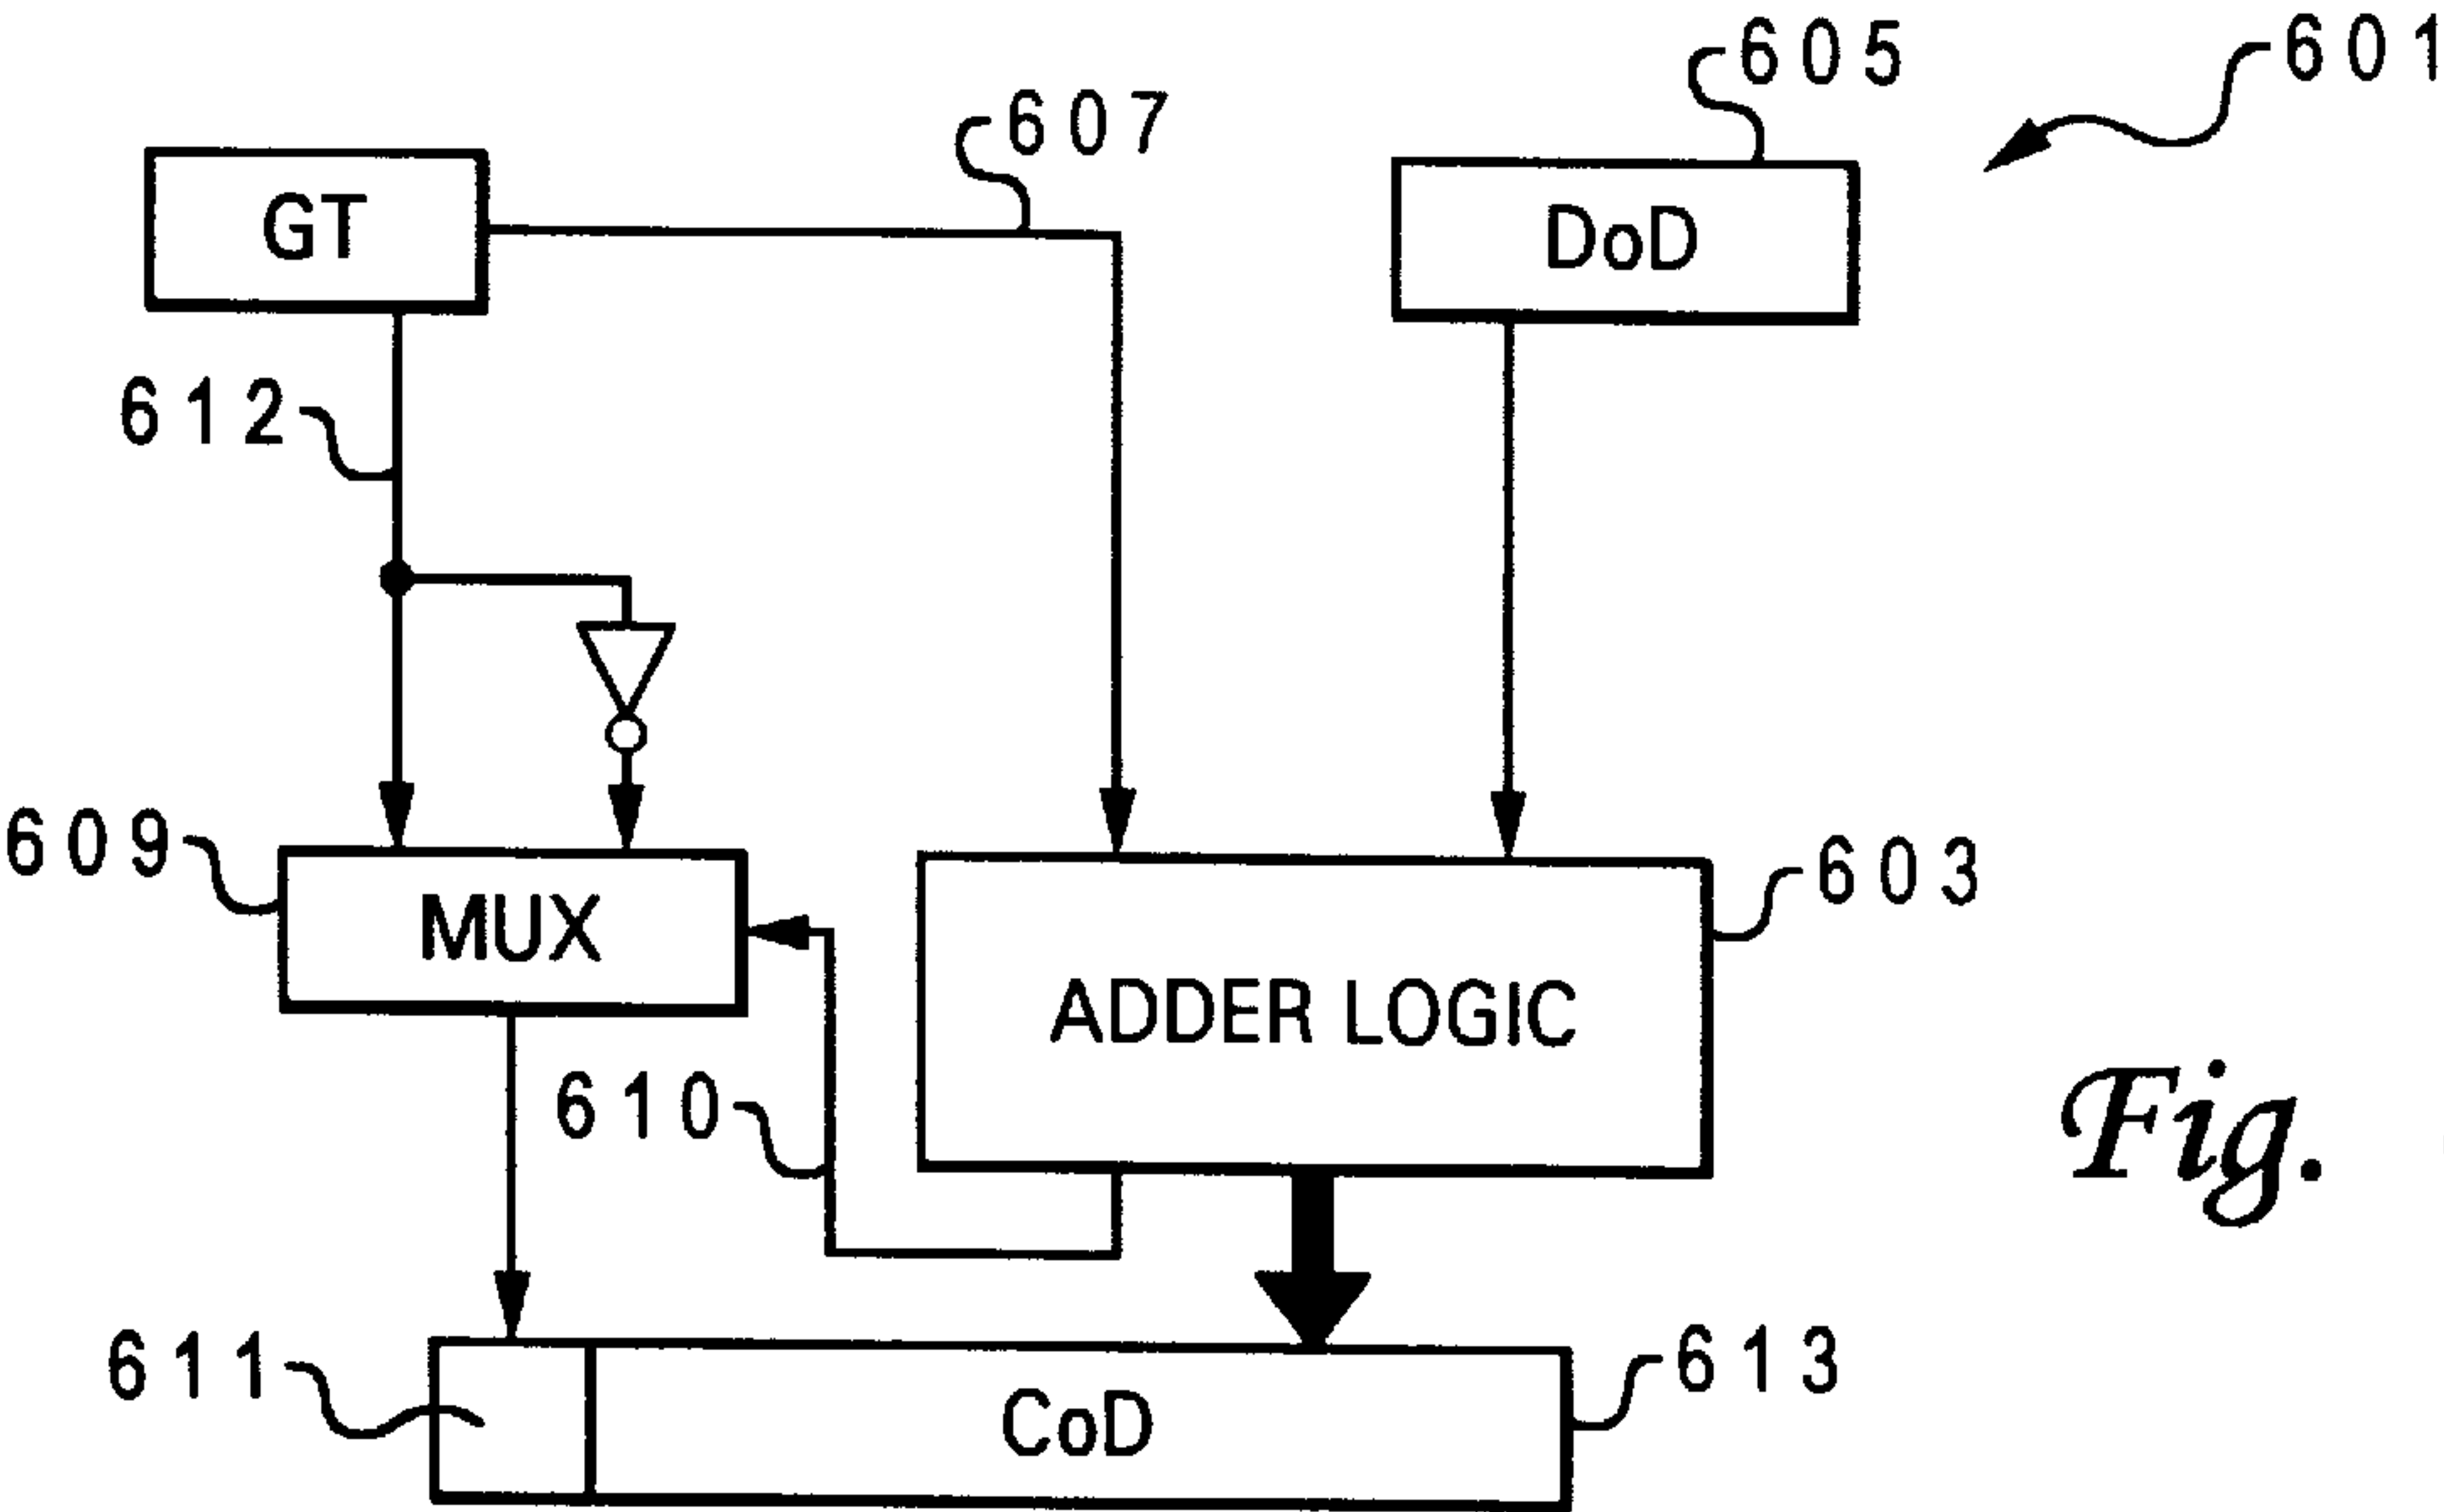 605
601
607
GT
DoD
612
609
MUX
603
ADDER LOGIC
610
Fig.
611
CoD
613